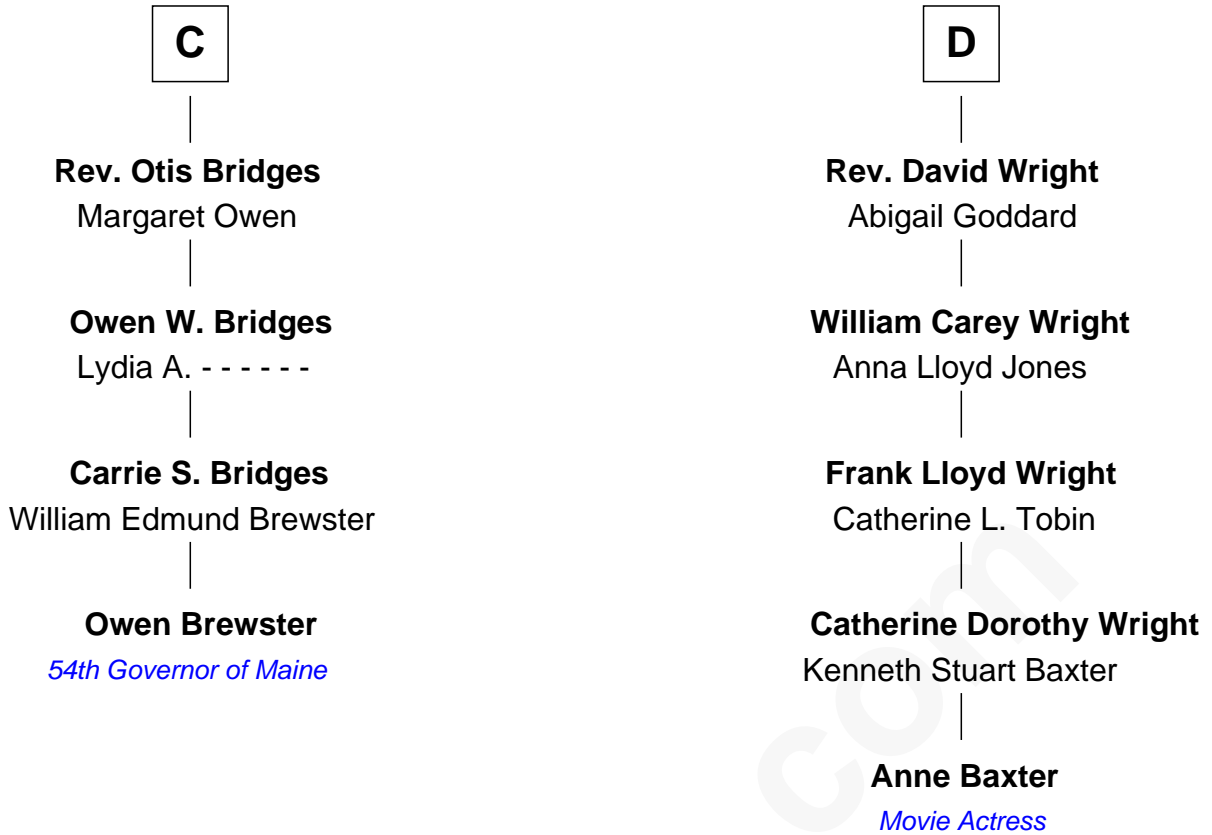 C
Rev. Otis Bridges
Margaret Owen
Owen W. Bridges
Lydia A. - - - - - -
Carrie S. Bridges
William Edmund Brewster
Owen Brewster
54th Governor of Maine
D
Rev. David Wright
Abigail Goddard
William Carey Wright
Anna Lloyd Jones
Frank Lloyd Wright
Catherine L. Tobin
Catherine Dorothy Wright
Kenneth Stuart Baxter
Anne Baxter
Movie Actress
com